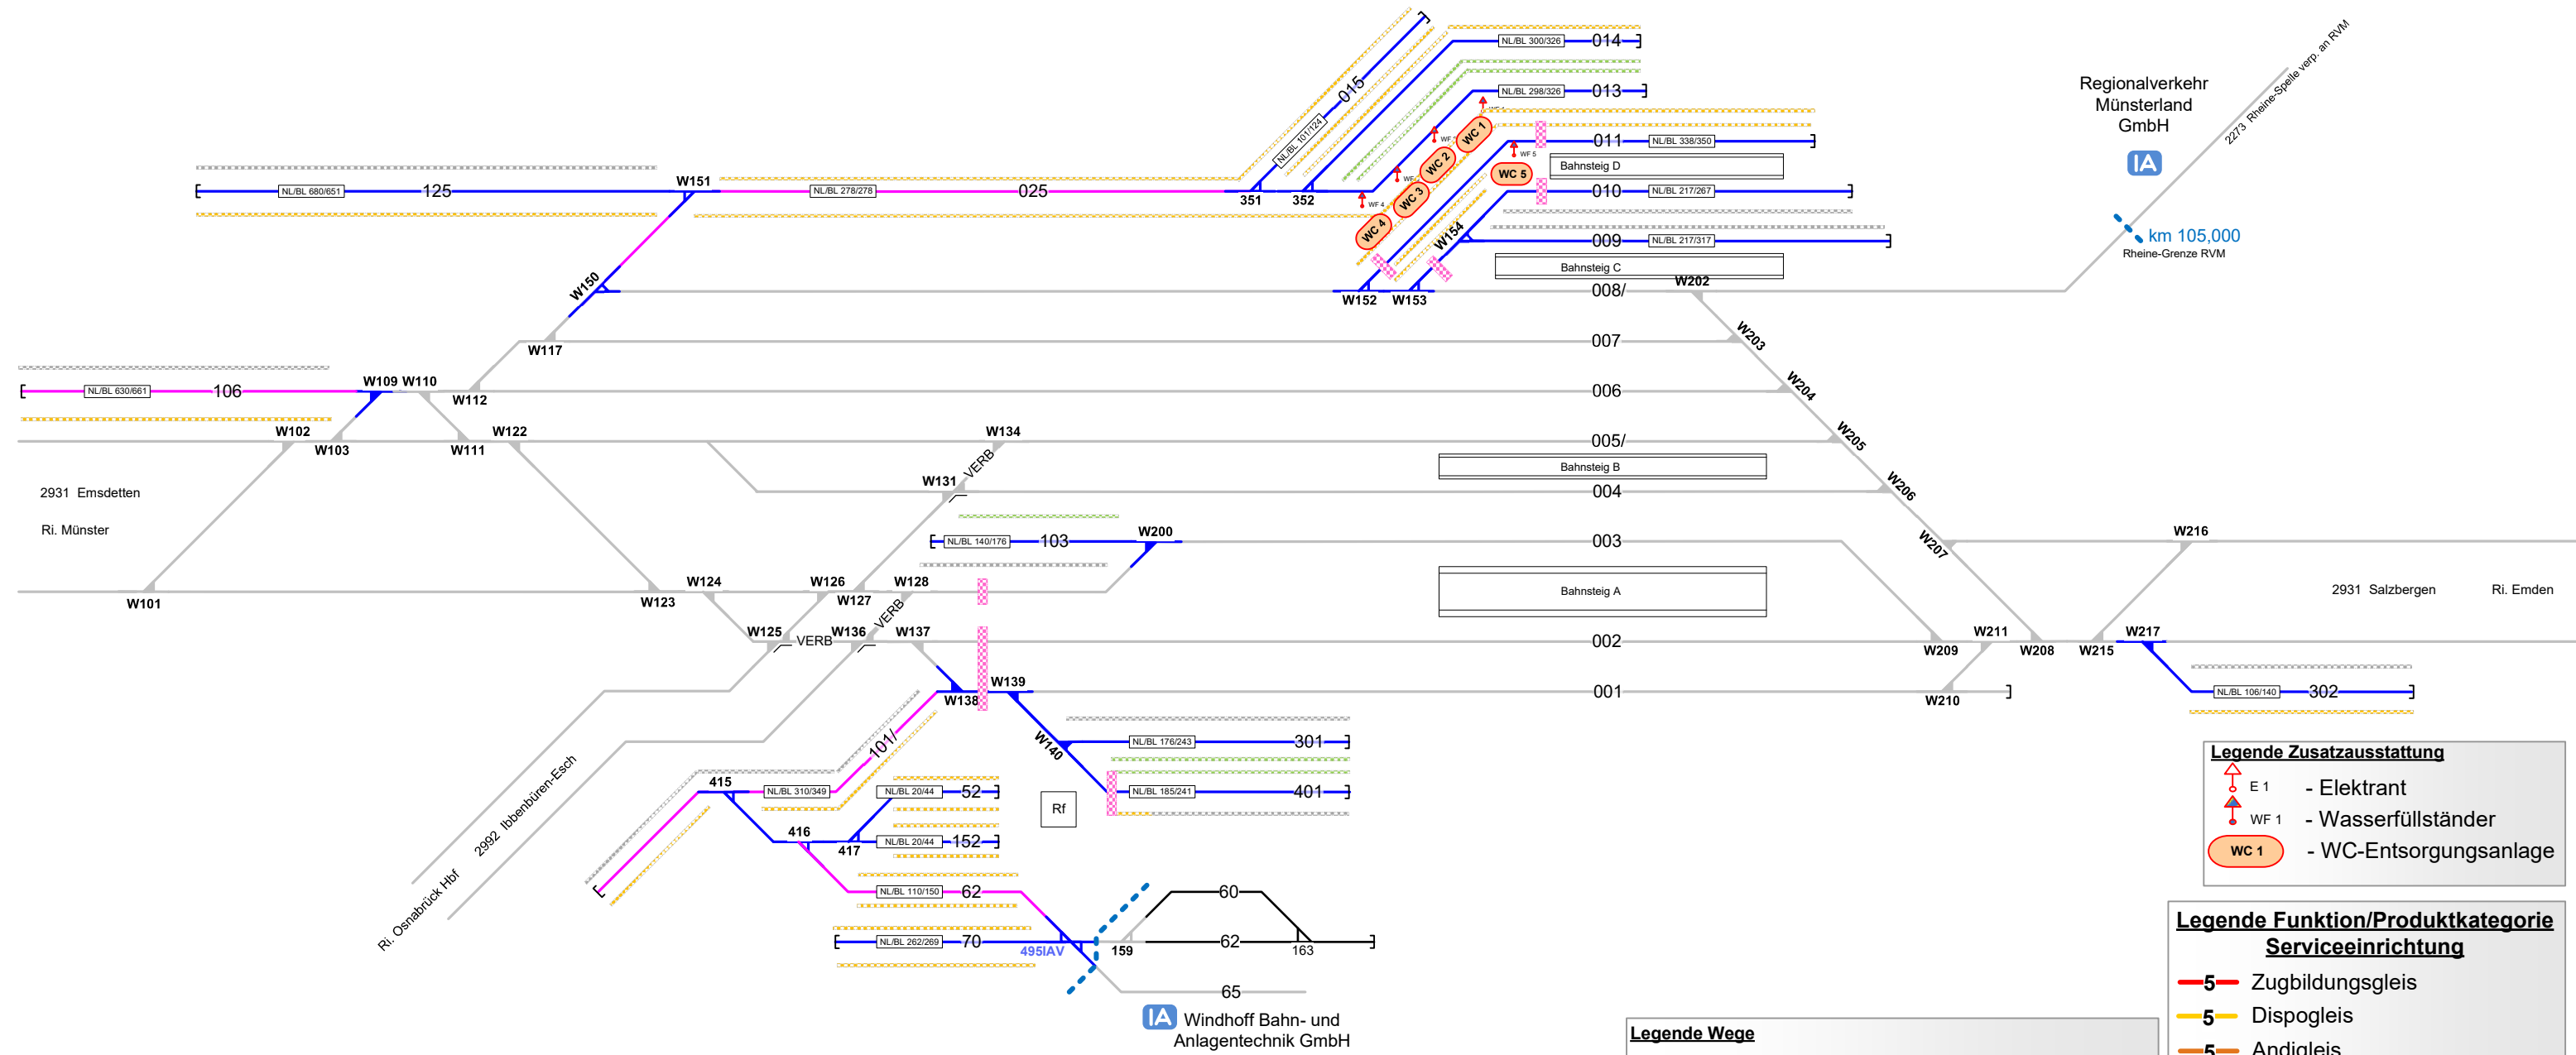 014
NL/BL 300/326
015
NL/BL 101/124
013
NL/BL 298/326
WC 1
WC 2
WC 3
WC 4
WF 4
WF 5
WC 5
011
NL/BL 338/350
Bahnsteig D
010
NL/BL 217/267
W154
009
NL/BL 217/317
Bahnsteig C
Regionalverkehr
Münsterland
GmbH
IA
2273 Rheine-Spelle verp. an RVM
km 105,000
Rheine-Grenze RVM
NL/BL 680/651
125
W151
NL/BL 278/278
025
351
352
W150
W152
W153
008/
W202
W117
007
W203
NL/BL 630/661
106
W109
W110
W112
006
W204
W102
W103
W111
W122
W134
005/
W205
VERB
Bahnsteig B
2931 Emsdetten
Ri. Münster
W131
004
W206
NL/BL 140/176
103
W200
003
W207
W216
W101
W123
W124
W126
W127
W128
VERB
Bahnsteig A
2931 Salzbergen
Ri. Emden
W125
VERB
W136
W137
002
W209
W211
W208
W215
W217
W138
W139
001
W210
NL/BL 106/140
302
101/
W140
NL/BL 176/243
301
415
NL/BL 310/349
NL/BL 20/44
52
Rf
NL/BL 185/241
401
416
417
NL/BL 20/44
152
2992 Ibbenbüren-Esch
Ri. Osnabrück Hbf
NL/BL 110/150
62
60
NL/BL 262/269
70
495IAV
159
62
163
65
IA
Windhoff Bahn- und
Anlagentechnik GmbH
Legende Zusatzausstattung
E 1 - Elektrant
WF 1 - Wasserfüllständer
WC 1 - WC-Entsorgungsanlage
Legende Funktion/Produktkategorie
Serviceeinrichtung
5 Zugbildungsgleis
5 Dispogleis
5 Andigleis
Legende Wege